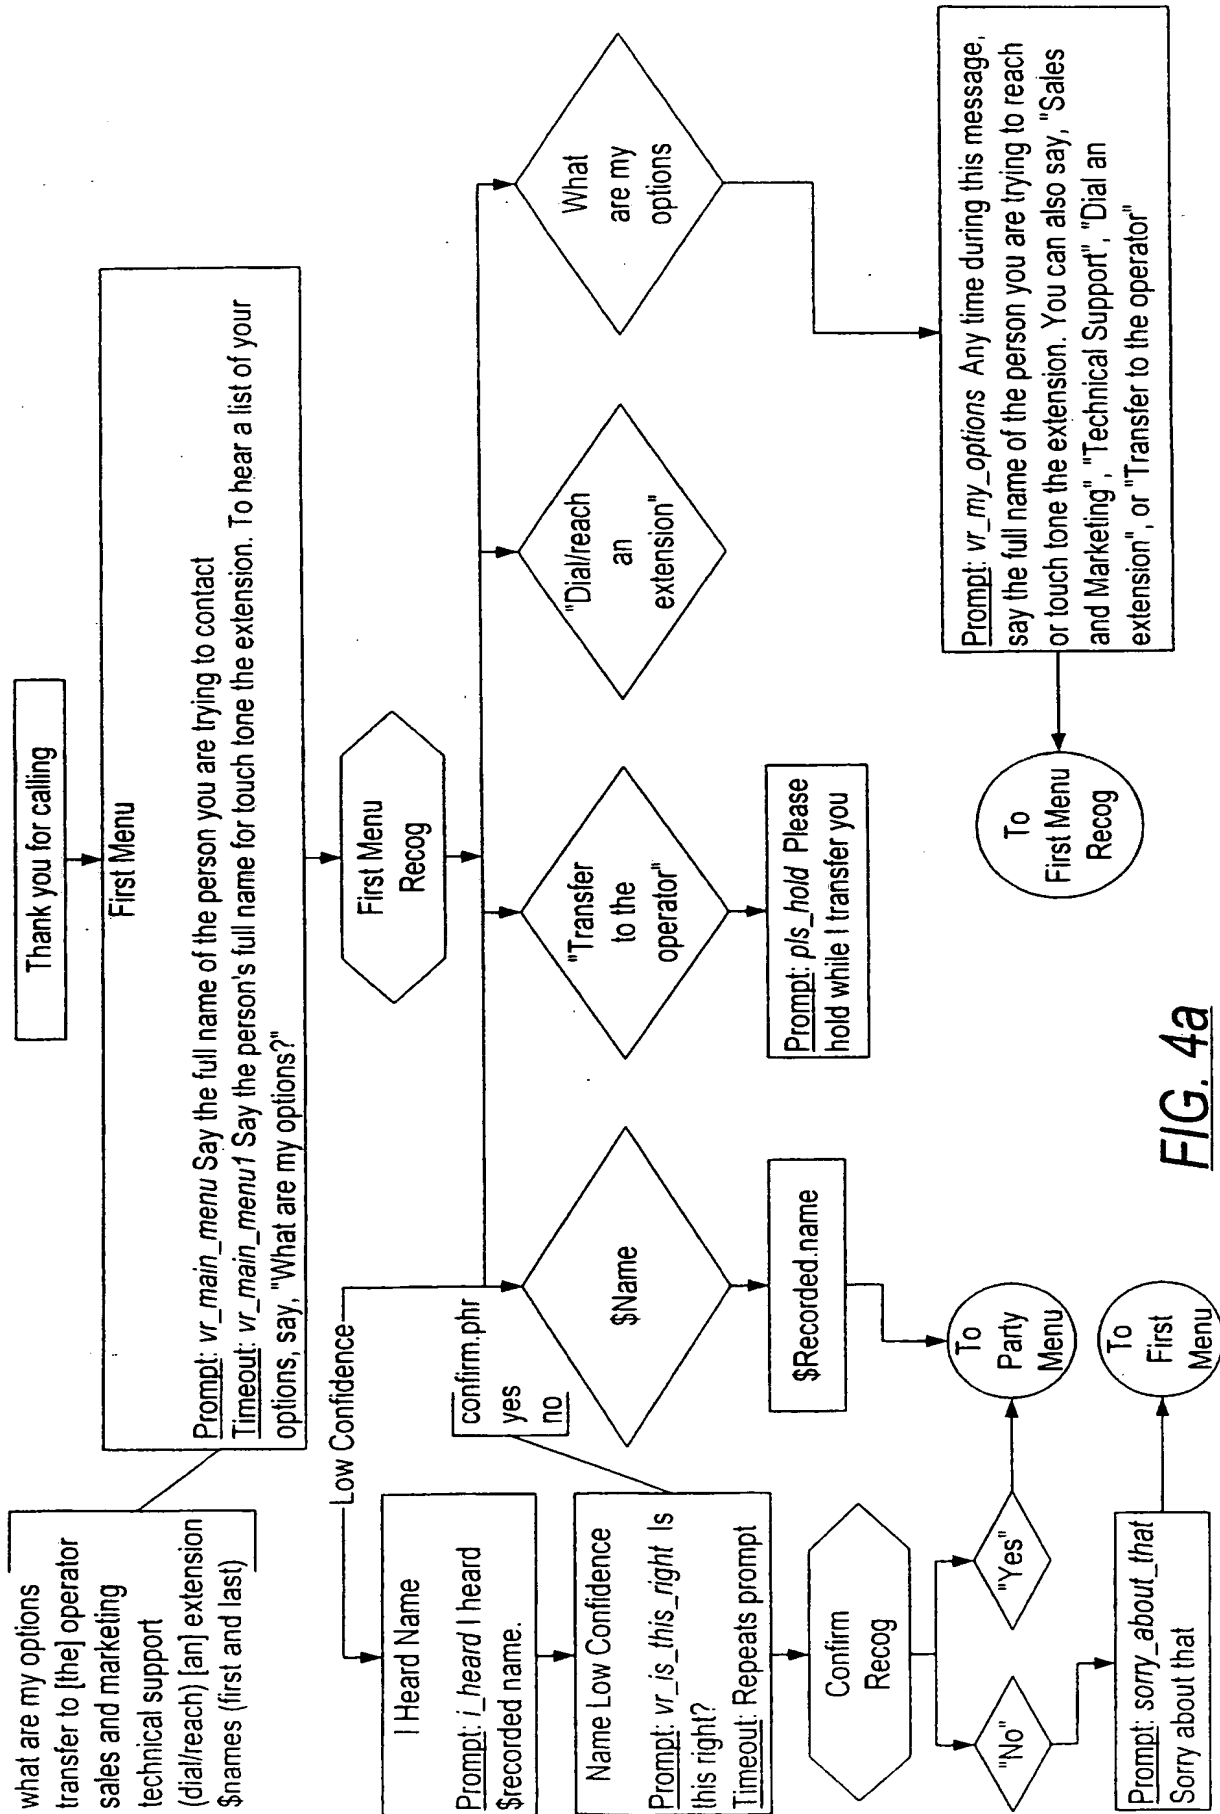 Thank you for calling
what are my options
transfer to [the] operator
sales and marketing
technical support
(dial/reach) [an] extension
$names (first and last)
First Menu
Prompt: vr_main_menu Say the full name of the person you are trying to contact
Timeout: vr_main_menu1 Say the person's full name for touch tone the extension. To hear a list of your
options, say, "What are my options?"
First Menu
Recog
Low Confidence
I Heard Name
Prompt: i_heard I heard
$recorded name.
confirm.phr
yes
no
Name Low Confidence
Prompt: vr_is_this_right Is
this right?
Timeout: Repeats prompt
Confirm
Recog
"No"
"Yes"
Prompt: sorry_about_that
Sorry about that
To
First
Menu
$Name
$Recorded.name
To
Party
Menu
"Transfer
to the
operator"
Prompt: pls_hold Please
hold while I transfer you
"Dial/reach
an
extension"
What
are my
options
Prompt: vr_my_options Any time during this message,
say the full name of the person you are trying to reach
or touch tone the extension. You can also say, "Sales
and Marketing", "Technical Support", "Dial an
extension", or "Transfer to the operator"
To
First Menu
Recog
FIG. 4a